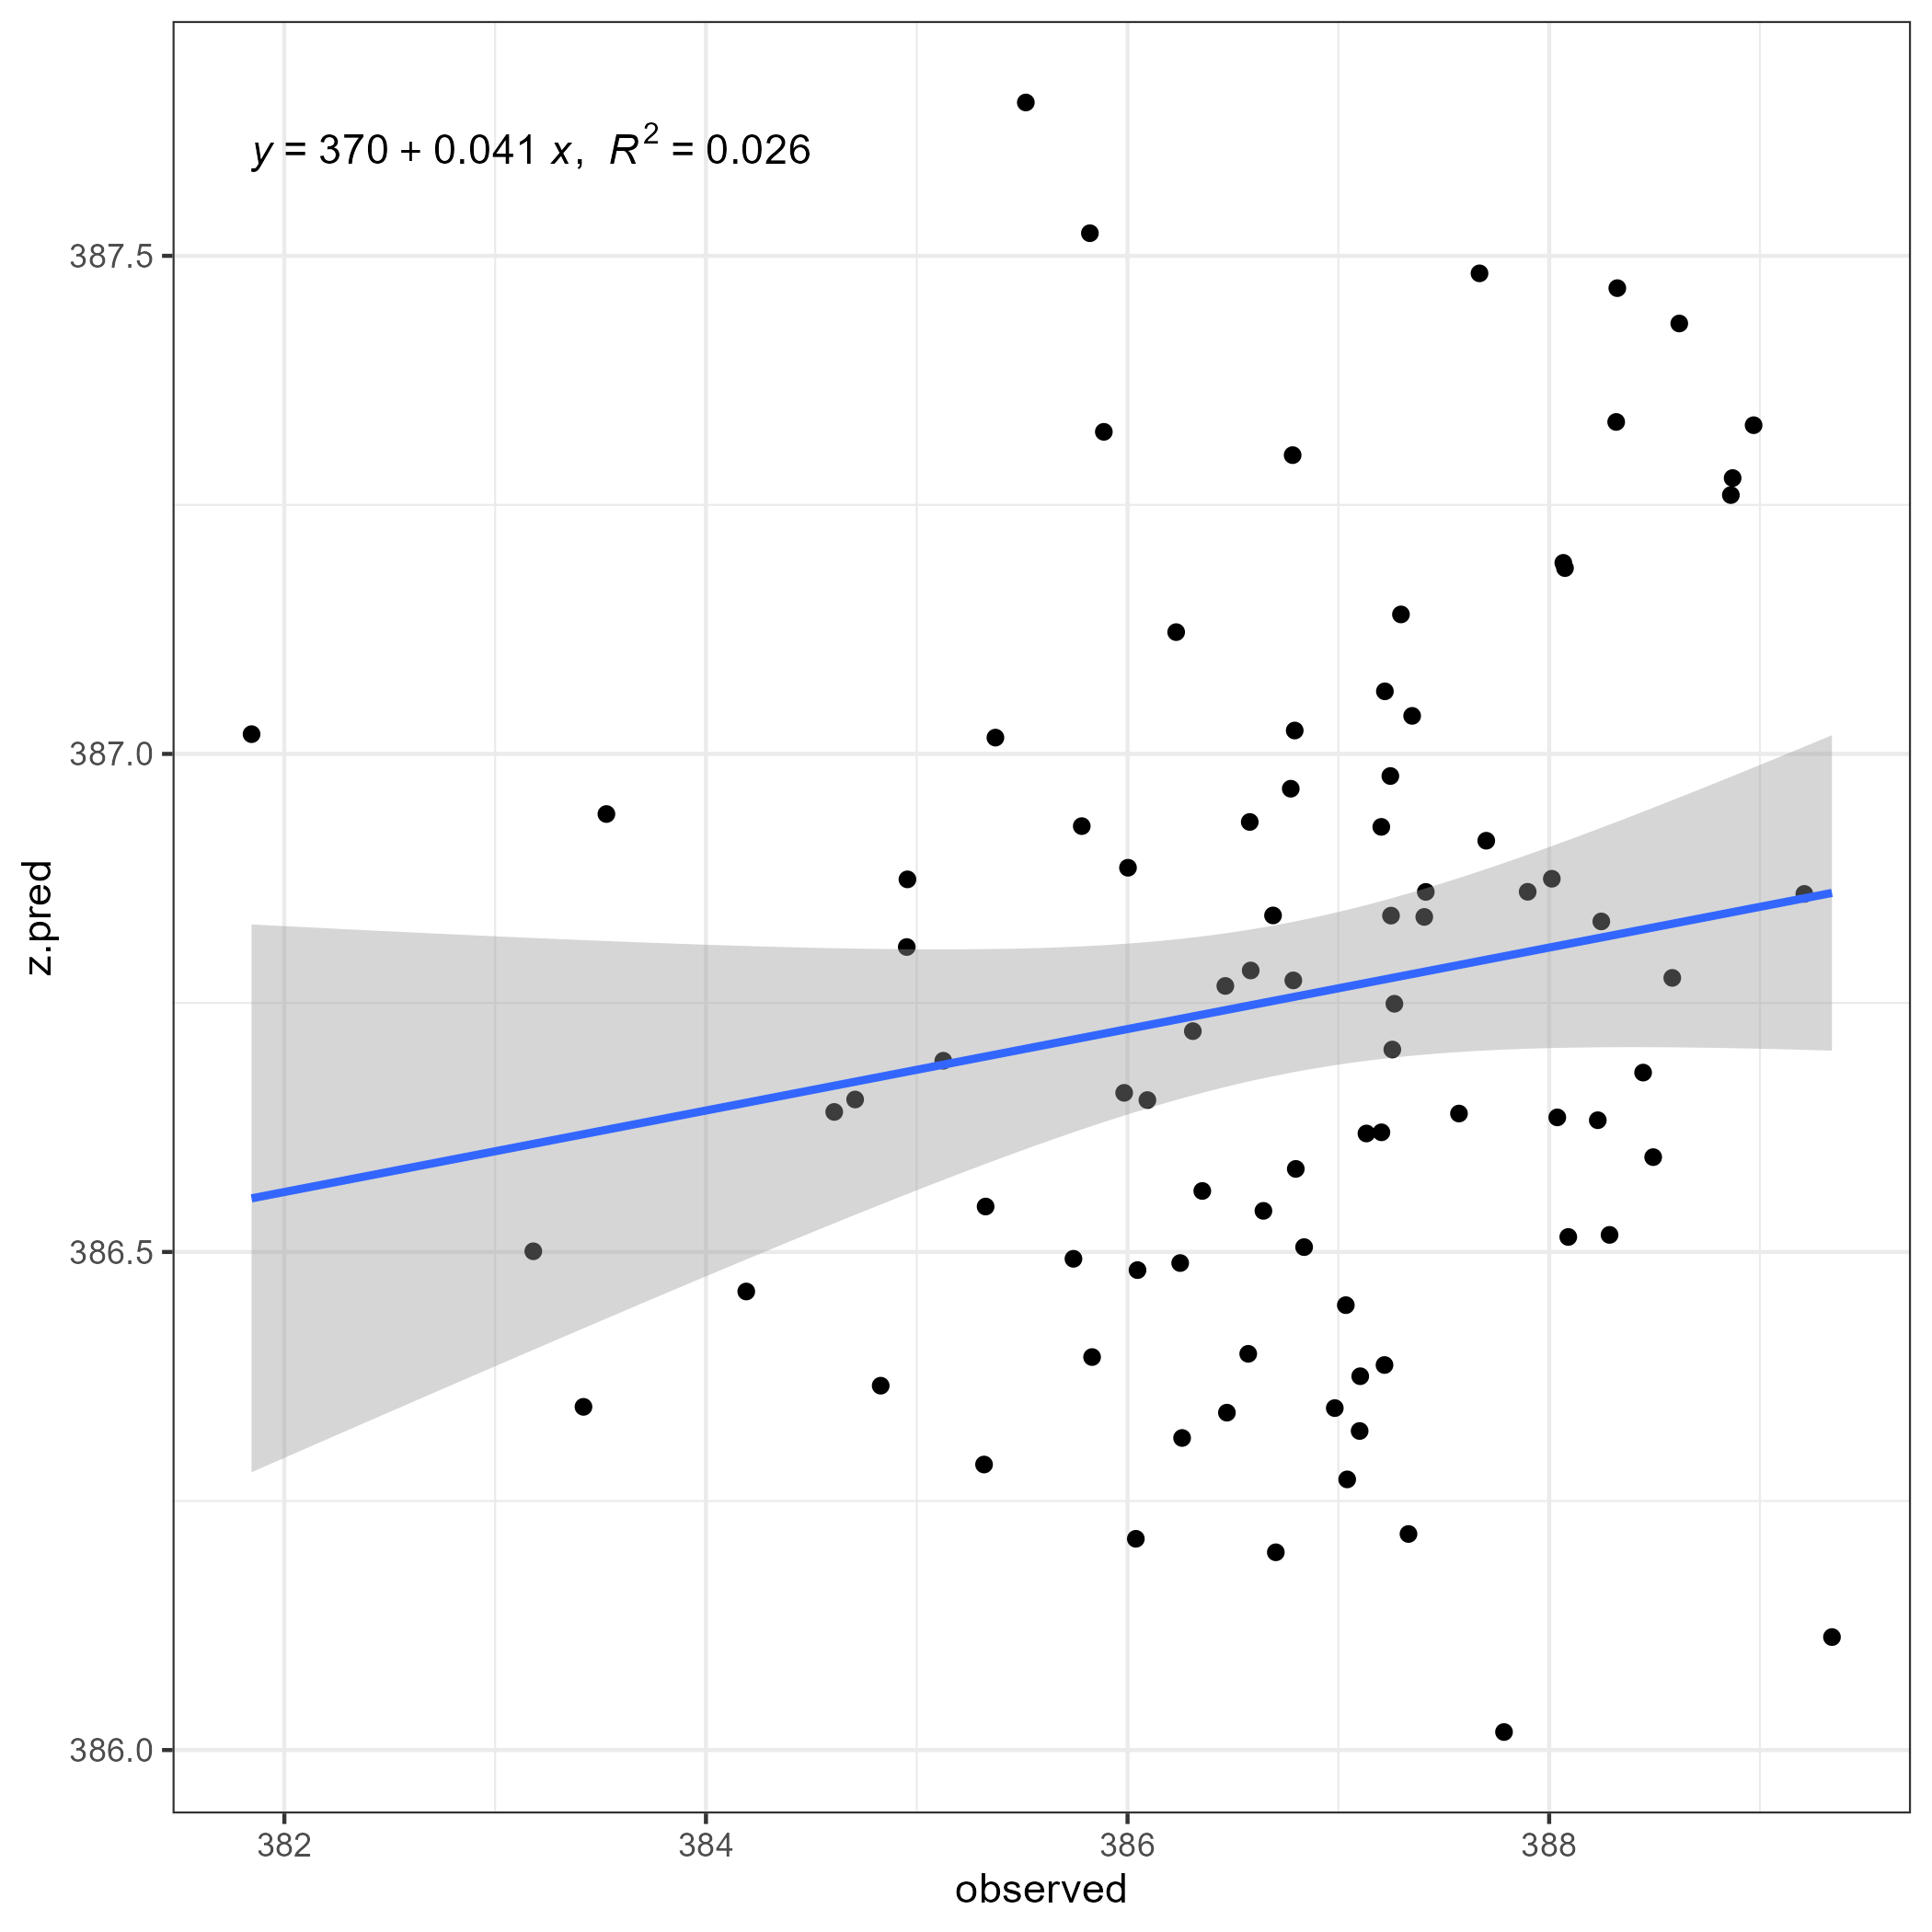 y = 370 + 0.041 x, R² = 0.026
387.5
387.0
386.5
386.0
z.pred
382 384 386 388
observed